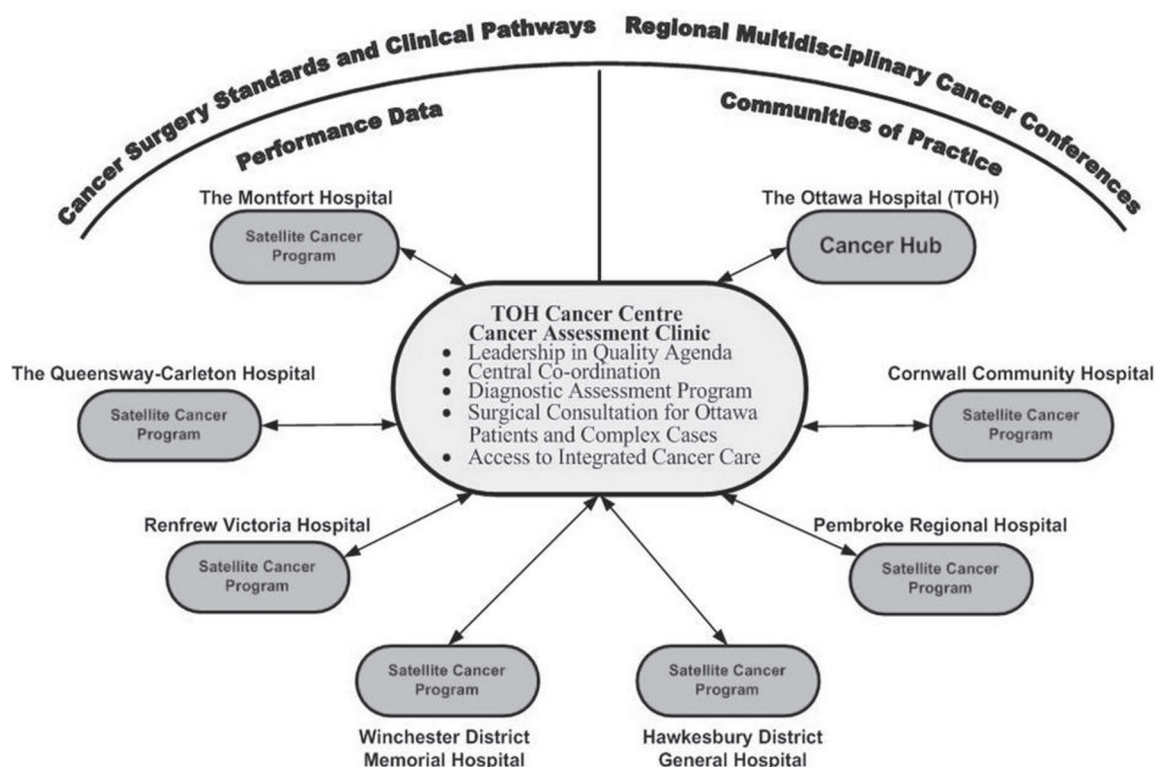 Cancer Surgery Standards and Clinical Pathways
Regional Multidisciplinary Cancer Conferences
Performance Data
Communities of Practice
The Montfort Hospital
Satellite Cancer
Program
The Ottawa Hospital (TOH)
Cancer Hub
TOH Cancer Centre
Cancer Assessment Clinic
• Leadership in Quality Agenda
• Central Co-ordination
• Diagnostic Assessment Program
• Surgical Consultation for Ottawa
Patients and Complex Cases
• Access to Integrated Cancer Care
The Queensway-Carleton Hospital
Satellite Cancer
Program
Cornwall Community Hospital
Satellite Cancer
Program
Renfrew Victoria Hospital
Satellite Cancer
Program
Pembroke Regional Hospital
Satellite Cancer
Program
Satellite Cancer
Program
Winchester District
Memorial Hospital
Satellite Cancer
Program
Hawkesbury District
General Hospital